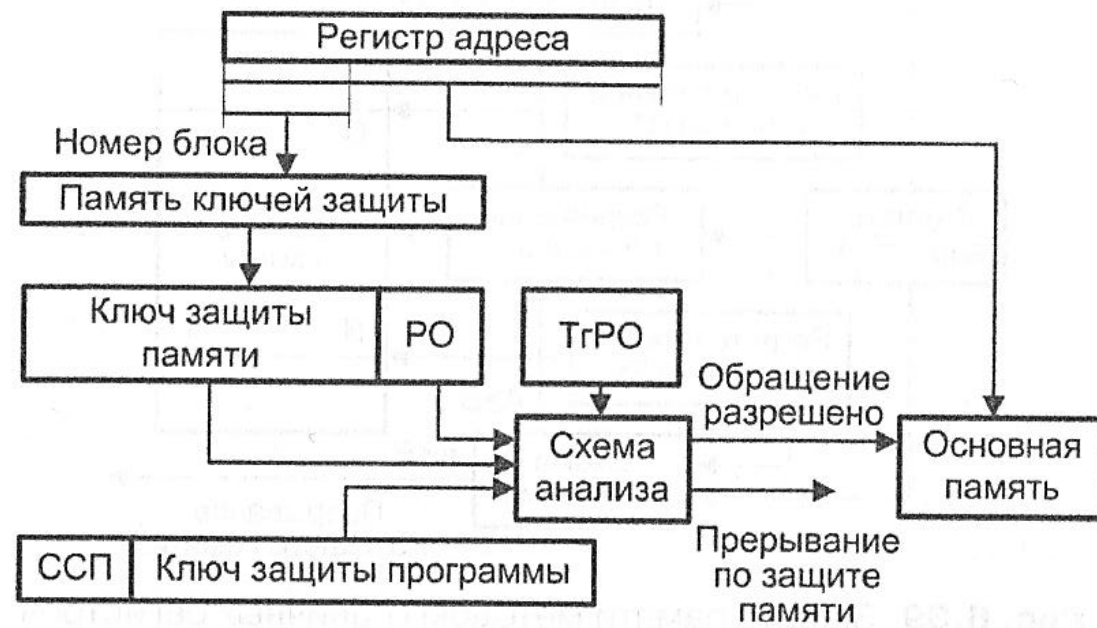 Регистр адреса
Номер блока
Память ключей защиты
Ключ защиты
памяти
РО
ТгРО
Обращение
разрешено
Схема
анализа
Основная
память
ССП
Ключ защиты программы
Прерывание
по защите
памяти